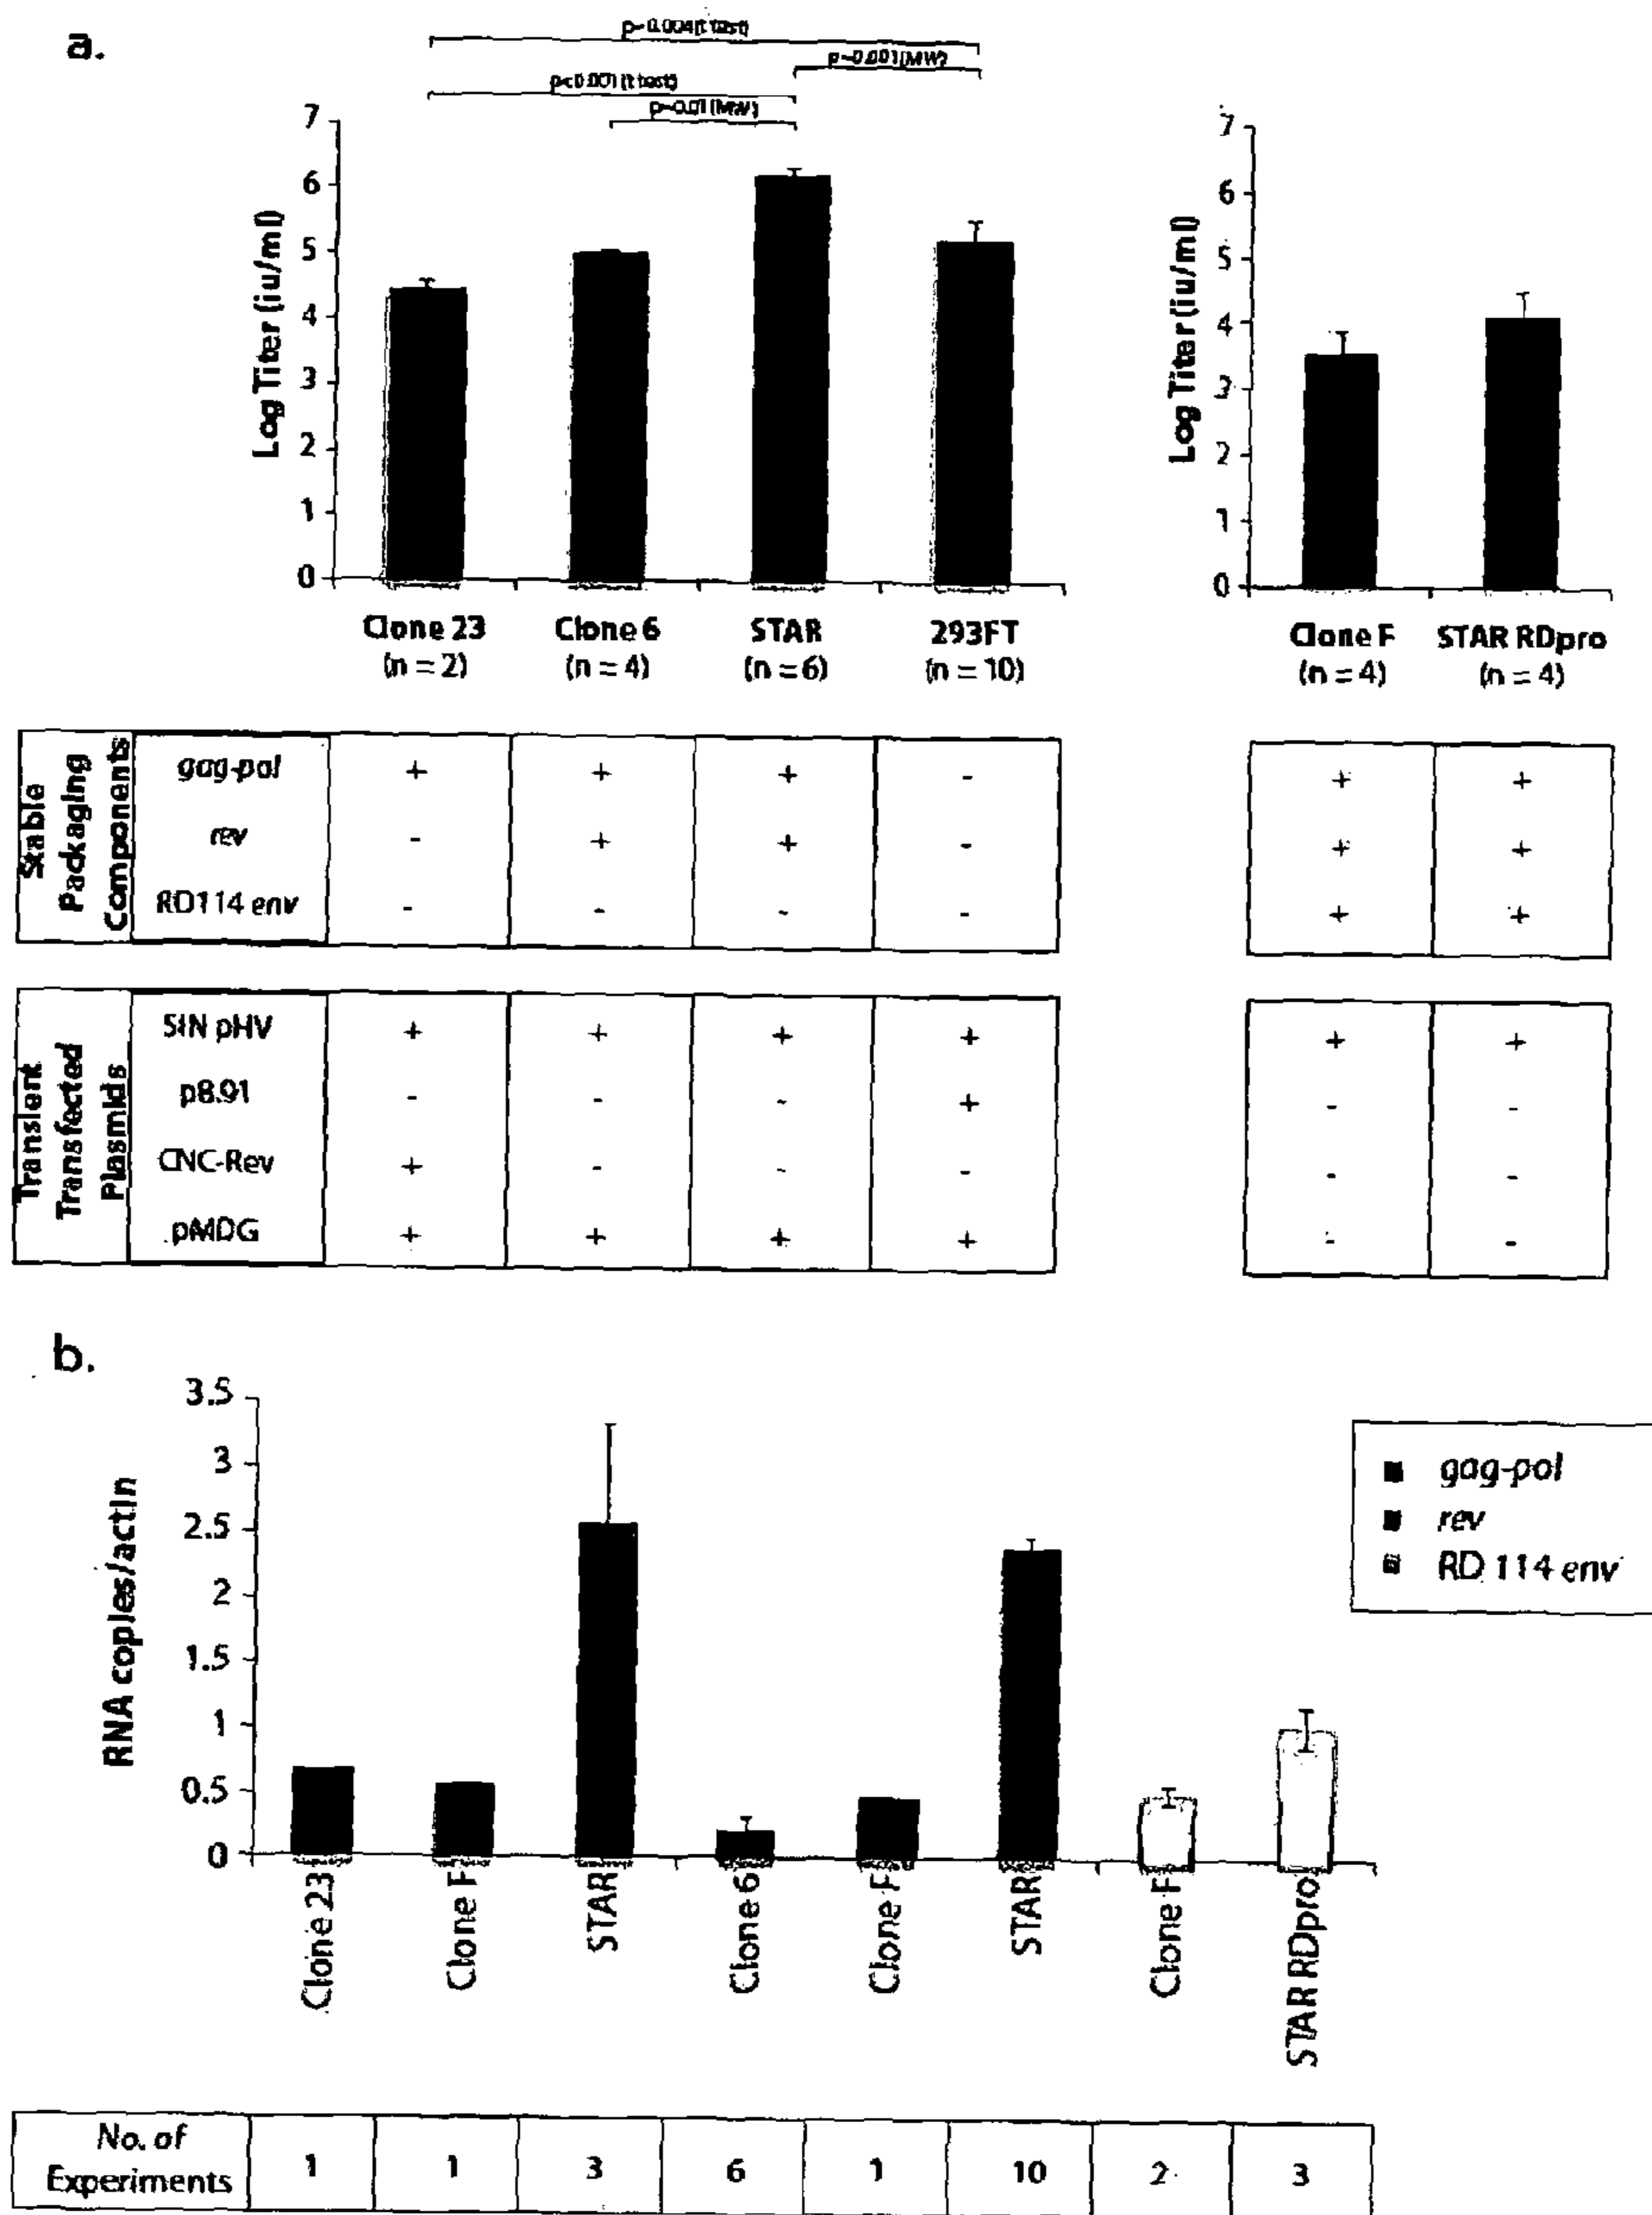 a.
p=0.004(t test)
p=0.001(MW)
p<0.001 (t test)
p=0.01 (MW)
7
6
5
4
3
2
1
0
Log Titer (iu/ml)
Clone 23
(n = 2)
Clone 6
(n = 4)
STAR
(n = 6)
293FT
(n = 10)
7
6
5
4
3
2
1
0
Log Titer (iu/ml)
Clone F
(n = 4)
STAR RDpro
(n = 4)
Stable
Packaging
Components
gag-pol + + + - + +
rev - + + - + +
RD114 env - - - - + +
Transient
Transfected
Plasmids
SIN pHV + + + + + +
p8.91 - - - + - -
CNC-Rev + - - - - -
pMDG + + + + - -
b.
3.5
3
2.5
2
1.5
1
0.5
0
RNA copies/actin
gag-pol
rev
RD 114 env
Clone 23
Clone F
STAR
Clone 6
Clone F
STAR
Clone F
STAR RDpro
No. of
Experiments
1 1 3 6 1 10 2 3